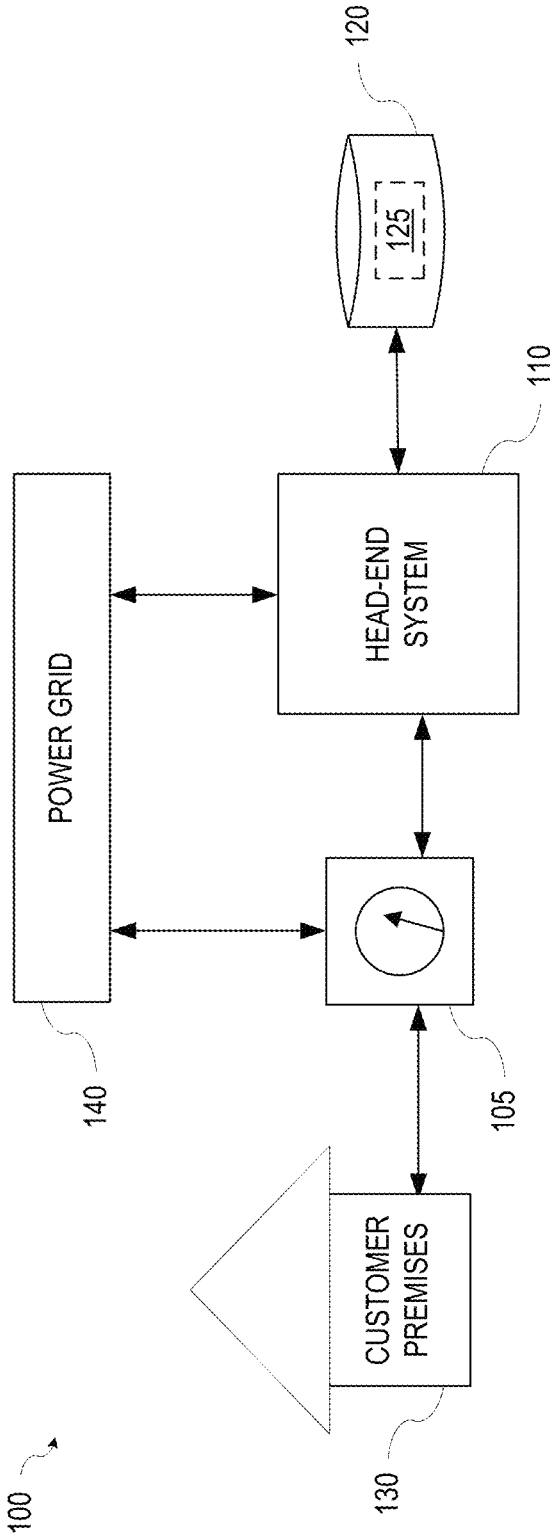 100
140
POWER GRID
130
CUSTOMER
PREMISES
105
HEAD-END
SYSTEM
110
125
120